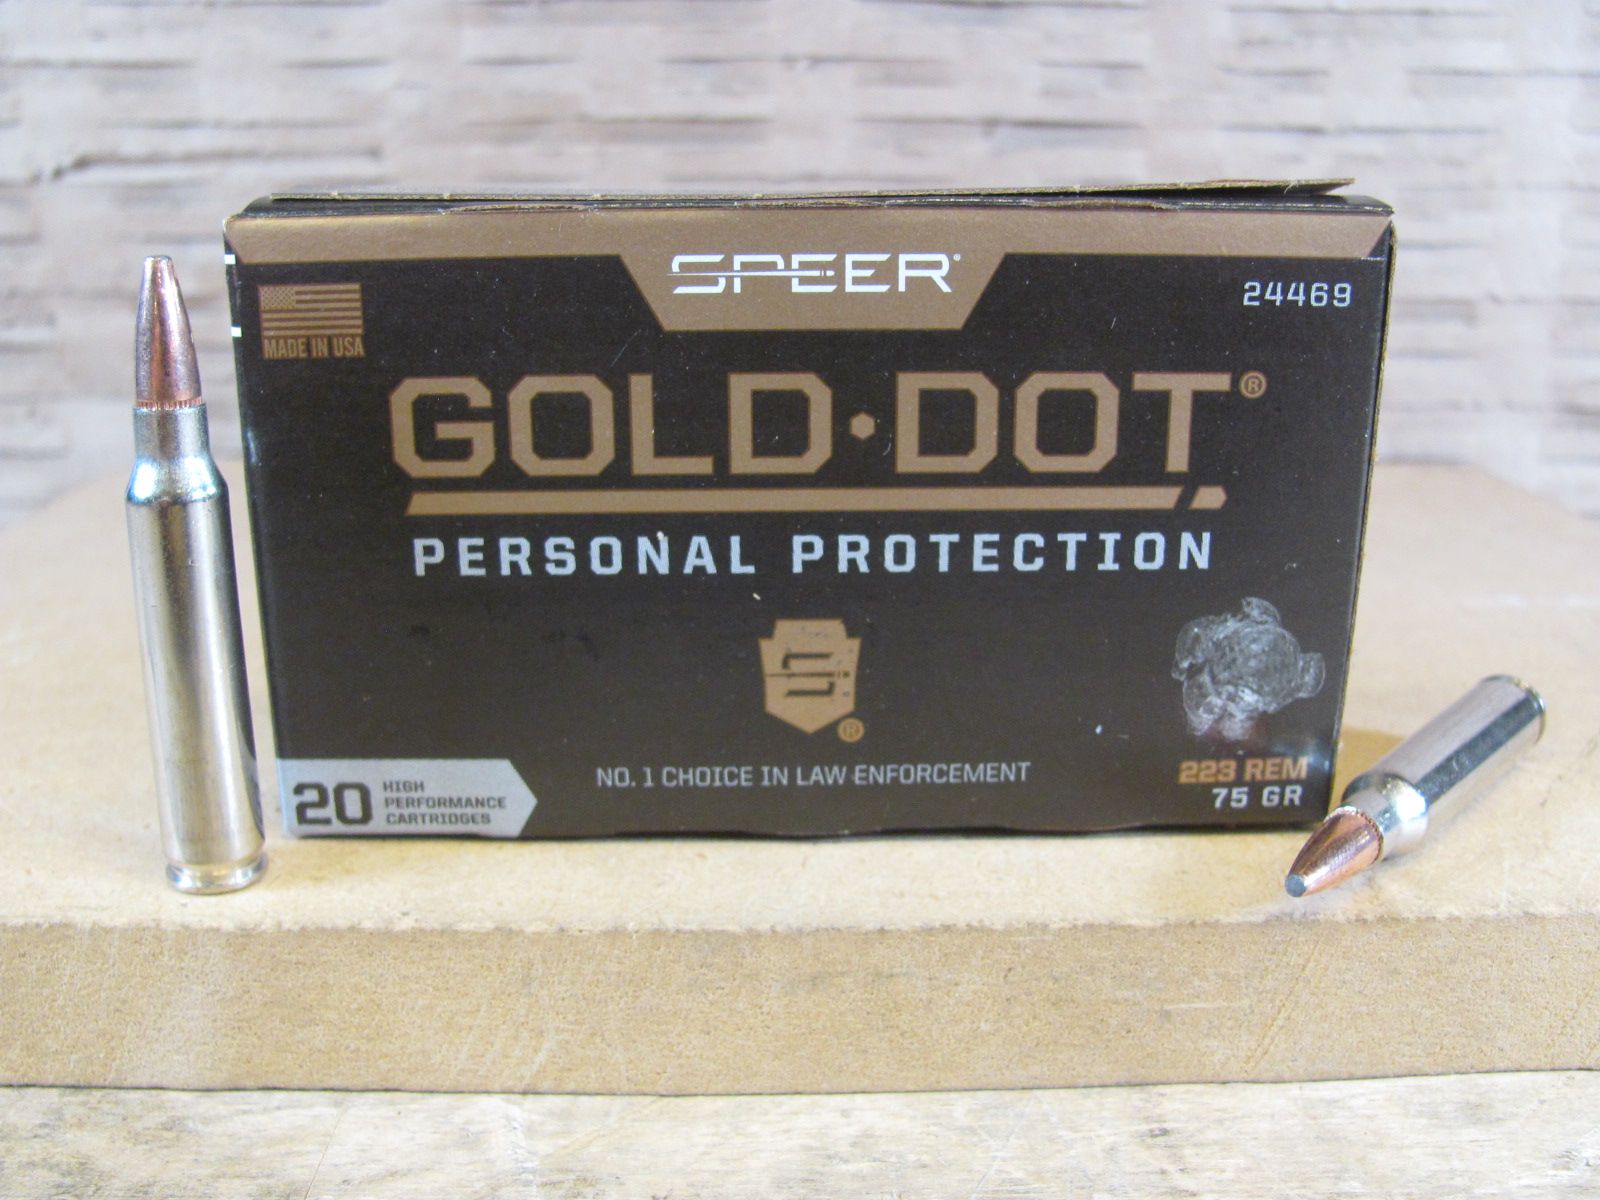 SPEER®
24469
MADE IN USA
GOLD·DOT®
PERSONAL PROTECTION
®
20 HIGH
PERFORMANCE
CARTRIDGES
NO. 1 CHOICE IN LAW ENFORCEMENT
223 REM
75 GR